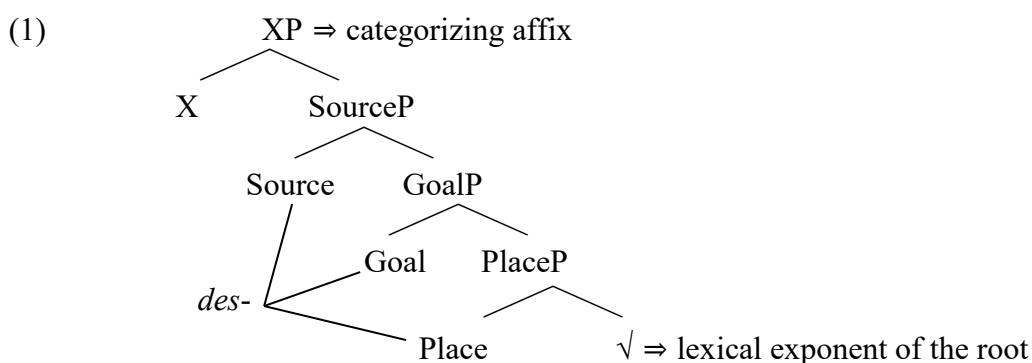 (1) XP ⇒ categorizing affix
X SourceP
Source GoalP
Goal PlaceP
des-
Place √ ⇒ lexical exponent of the root